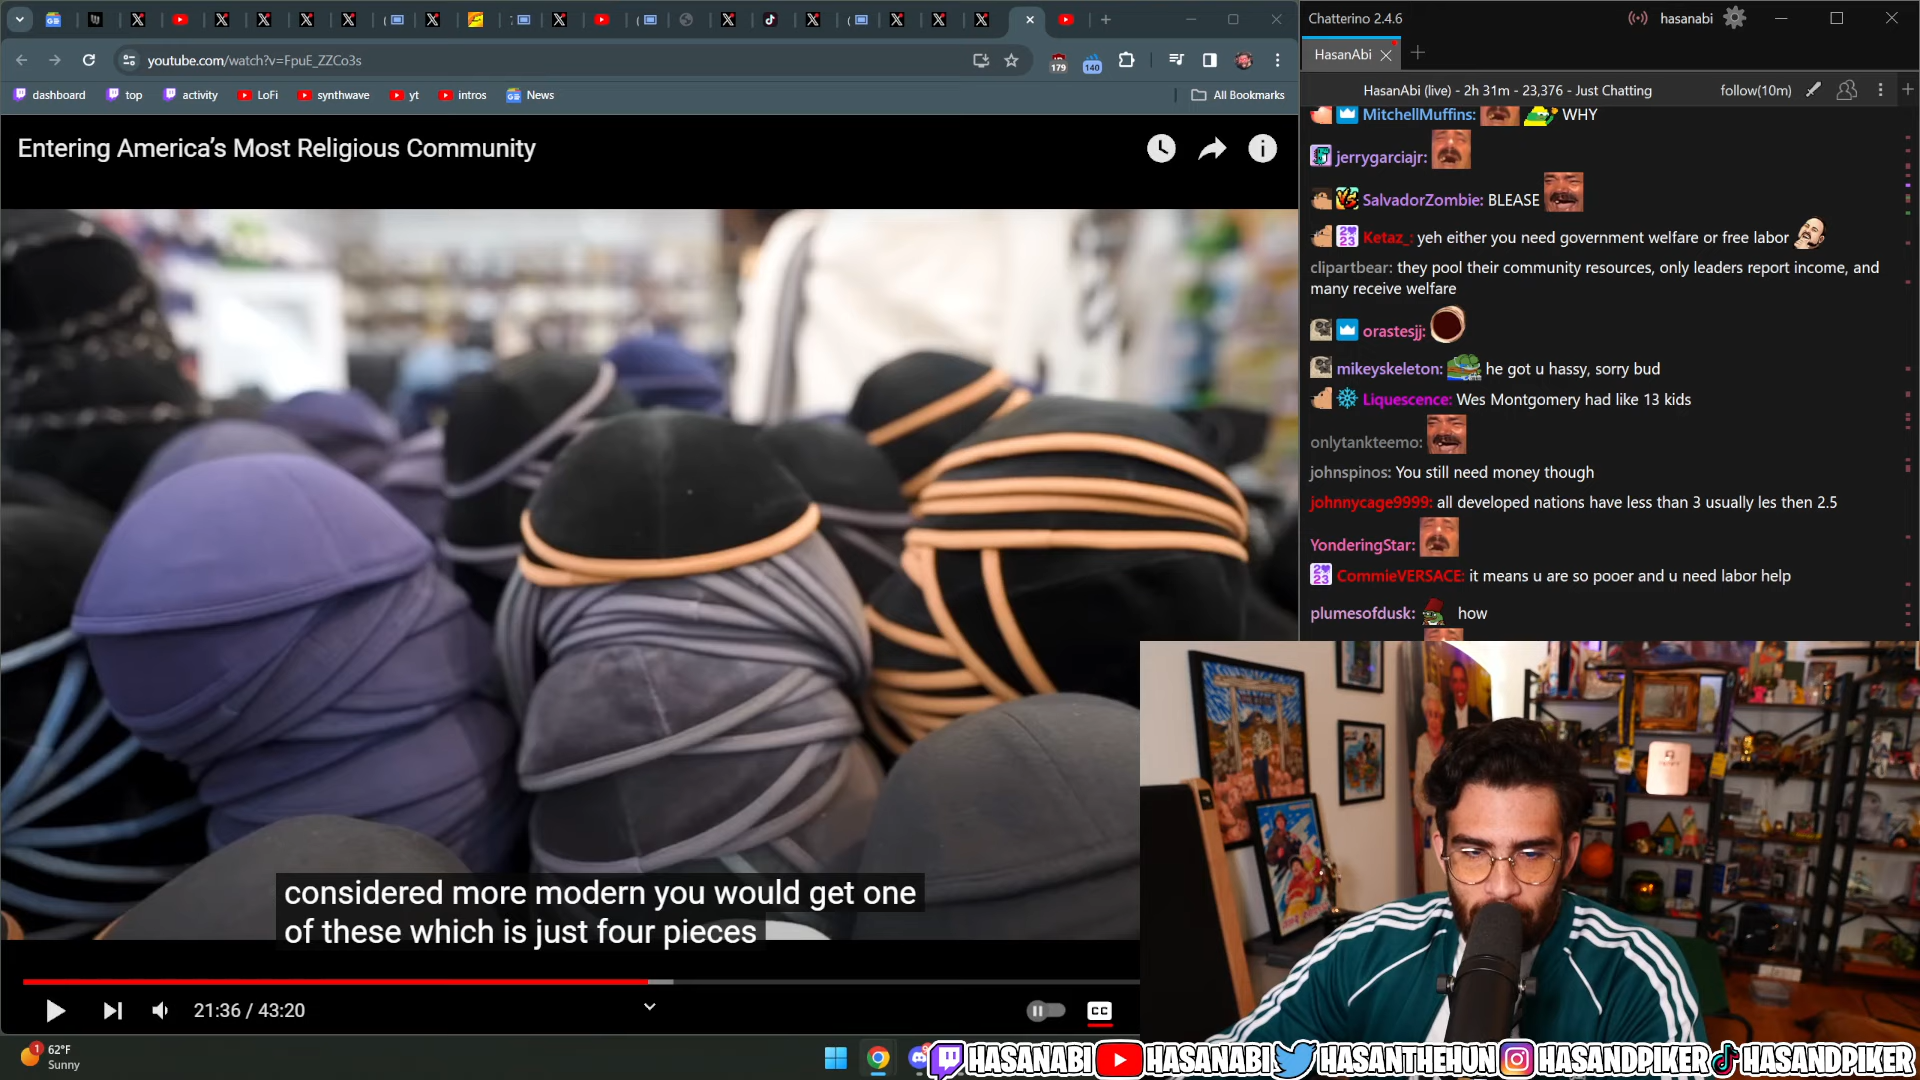 youtube.com/watch?v=FpuE_ZZCo3s
179
140
dashboard
top
activity
LoFi
synthwave
yt
intros
News
All Bookmarks
Entering America's Most Religious Community
considered more modern you would get one
of these which is just four pieces
21:36 / 43:20
CC
1
62°F
Sunny
Chatterino 2.4.6
hasanabi
HasanAbi
HasanAbi (live) - 2h 31m - 23,376 - Just Chatting
follow(10m)
MitchellMuffins: WHY
jerrygarciajr:
SalvadorZombie: BLEASE
Ketaz_: yeh either you need government welfare or free labor
clipartbear: they pool their community resources, only leaders report income, and
many receive welfare
orastesjj:
mikeyskeleton: he got u hassy, sorry bud
Liquescence: Wes Montgomery had like 13 kids
onlytankteemo:
johnspinos: You still need money though
johnnycage9999: all developed nations have less than 3 usually les then 2.5
YonderingStar:
CommieVERSACE: it means u are so pooer and u need labor help
plumesofdusk: how
HASANABI HASANABI HASANTHEHUN HASANDPIKER HASANDPIKER